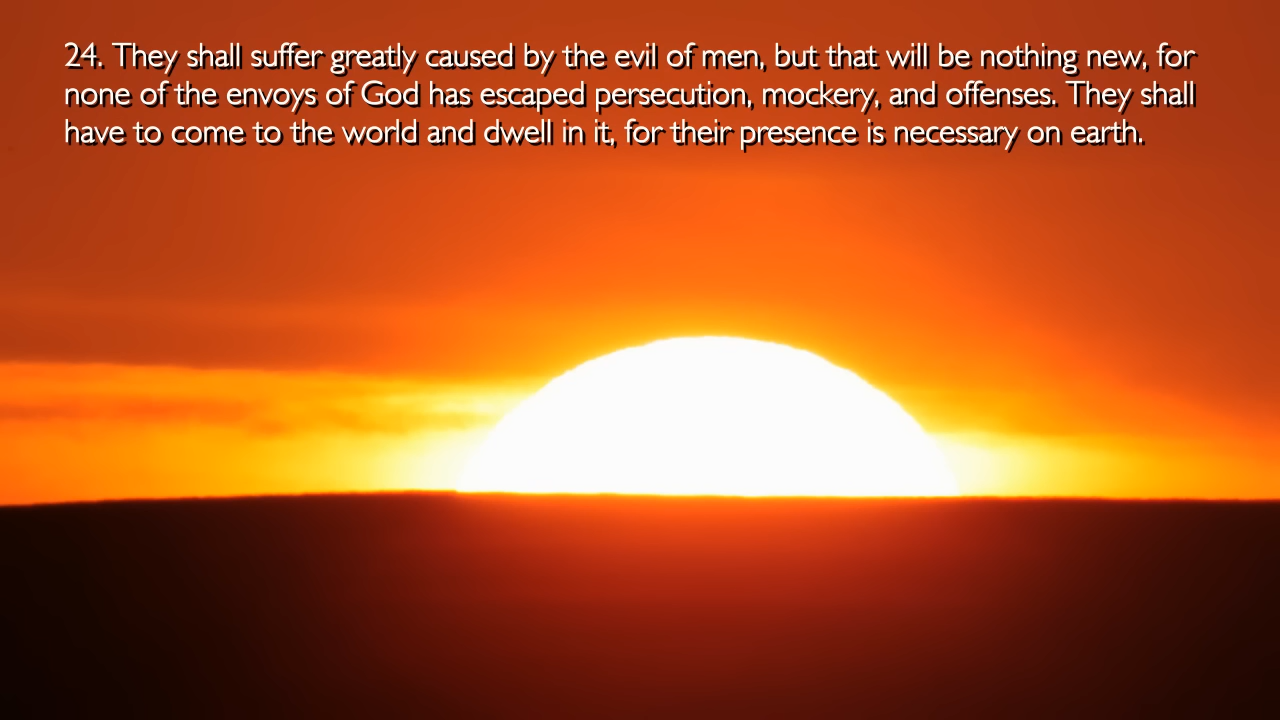 24. They shall suffer greatly caused by the evil of men, but that will be nothing new, for
none of the envoys of God has escaped persecution, mockery, and offenses. They shall
have to come to the world and dwell in it, for their presence is necessary on earth.